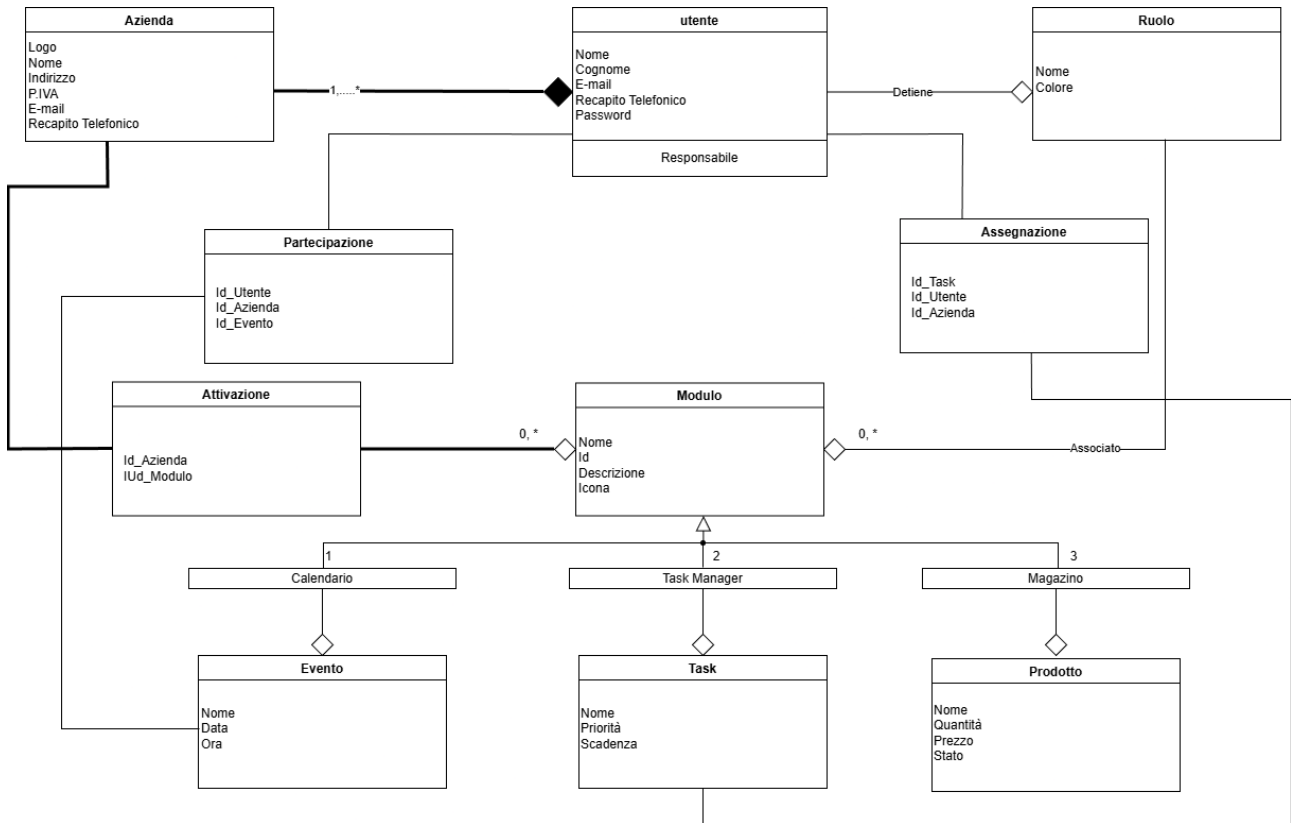 Azienda
Logo
Nome
Indirizzo
P.IVA
E-mail
Recapito Telefonico
1,.....*
utente
Nome
Cognome
E-mail
Recapito Telefonico
Password
Responsabile
Detiene
Ruolo
Nome
Colore
Partecipazione
Id_Utente
Id_Azienda
Id_Evento
Assegnazione
Id_Task
Id_Utente
Id_Azienda
Attivazione
Id_Azienda
IUd_Modulo
0, *
Modulo
Nome
Id
Descrizione
Icona
0, *
Associato
1
2
3
Calendario
Task Manager
Magazino
Evento
Nome
Data
Ora
Task
Nome
Priorità
Scadenza
Prodotto
Nome
Quantità
Prezzo
Stato